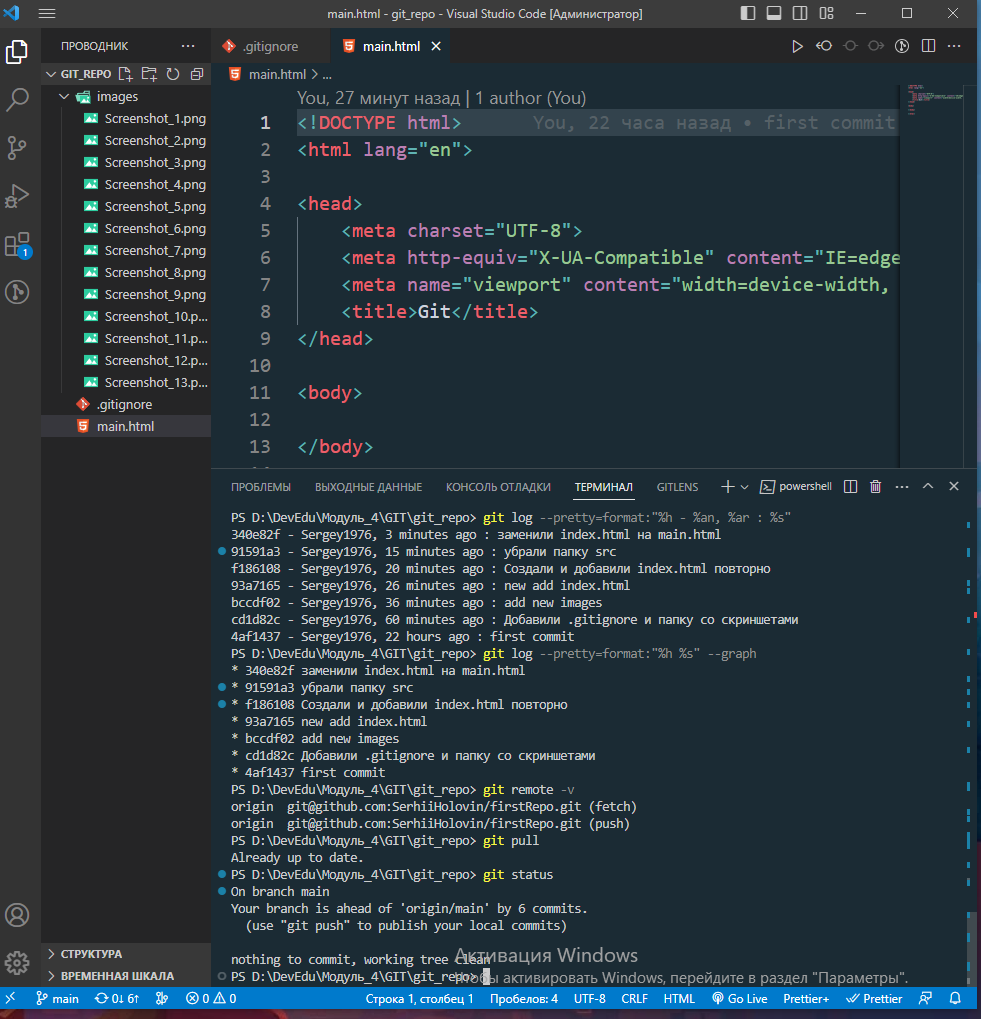 main.html - git_repo - Visual Studio Code [Администратор]
ПРОВОДНИК
GIT_REPO
images
Screenshot_1.png
Screenshot_2.png
Screenshot_3.png
Screenshot_4.png
Screenshot_5.png
Screenshot_6.png
Screenshot_7.png
Screenshot_8.png
Screenshot_9.png
Screenshot_10.p...
Screenshot_11.p...
Screenshot_12.p...
Screenshot_13.p...
.gitignore
main.html
СТРУКТУРА
ВРЕМЕННАЯ ШКАЛА
1
.gitignore
main.html
main.html > ...
You, 27 минут назад | 1 author (You)
1 <!DOCTYPE html> You, 22 часа назад • first commit
2 <html lang="en">
3
4 <head>
5 <meta charset="UTF-8">
6 <meta http-equiv="X-UA-Compatible" content="IE=edge
7 <meta name="viewport" content="width=device-width,
8 <title>Git</title>
9 </head>
10
11 <body>
12
13 </body>
ПРОБЛЕМЫ ВЫХОДНЫЕ ДАННЫЕ КОНСОЛЬ ОТЛАДКИ ТЕРМИНАЛ GITLENS powershell
PS D:\DevEdu\Модуль_4\GIT\git_repo> git log --pretty=format:"%h - %an, %ar : %s"
340e82f - Sergey1976, 3 minutes ago : заменили index.html на main.html
91591a3 - Sergey1976, 15 minutes ago : убрали папку src
f186108 - Sergey1976, 20 minutes ago : Создали и добавили index.html повторно
93a7165 - Sergey1976, 26 minutes ago : new add index.html
bccdf02 - Sergey1976, 36 minutes ago : add new images
cd1d82c - Sergey1976, 60 minutes ago : Добавили .gitignore и папку со скриншетами
4af1437 - Sergey1976, 22 hours ago : first commit
PS D:\DevEdu\Модуль_4\GIT\git_repo> git log --pretty=format:"%h %s" --graph
* 340e82f заменили index.html на main.html
* 91591a3 убрали папку src
* f186108 Создали и добавили index.html повторно
* 93a7165 new add index.html
* bccdf02 add new images
* cd1d82c Добавили .gitignore и папку со скриншетами
* 4af1437 first commit
PS D:\DevEdu\Модуль_4\GIT\git_repo> git remote -v
origin git@github.com:SerhiiHolovin/firstRepo.git (fetch)
origin git@github.com:SerhiiHolovin/firstRepo.git (push)
PS D:\DevEdu\Модуль_4\GIT\git_repo> git pull
Already up to date.
PS D:\DevEdu\Модуль_4\GIT\git_repo> git status
On branch main
Your branch is ahead of 'origin/main' by 6 commits.
(use "git push" to publish your local commits)
nothing to commit, working tree clean
PS D:\DevEdu\Модуль_4\GIT\git_repo>
Активация Windows
Чтобы активировать Windows, перейдите в раздел "Параметры".
main 0↓ 6↑ 0 0 Строка 1, столбец 1 Пробелов: 4 UTF-8 CRLF HTML Go Live Prettier+ Prettier